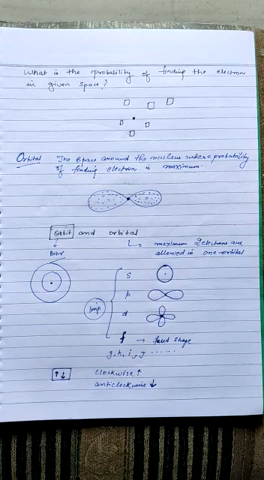 What is the probability of finding the electron
in given space?
Orbital The space around the nucleus where probability
of finding electron is maximum.
Orbit and orbital
maximum 2 electrons are
allowed in one orbital
Bohr
Imp
s
p
d
f → fault shape
g, h, i, j ......
↑↓ clockwise ↑
anticlockwise ↓